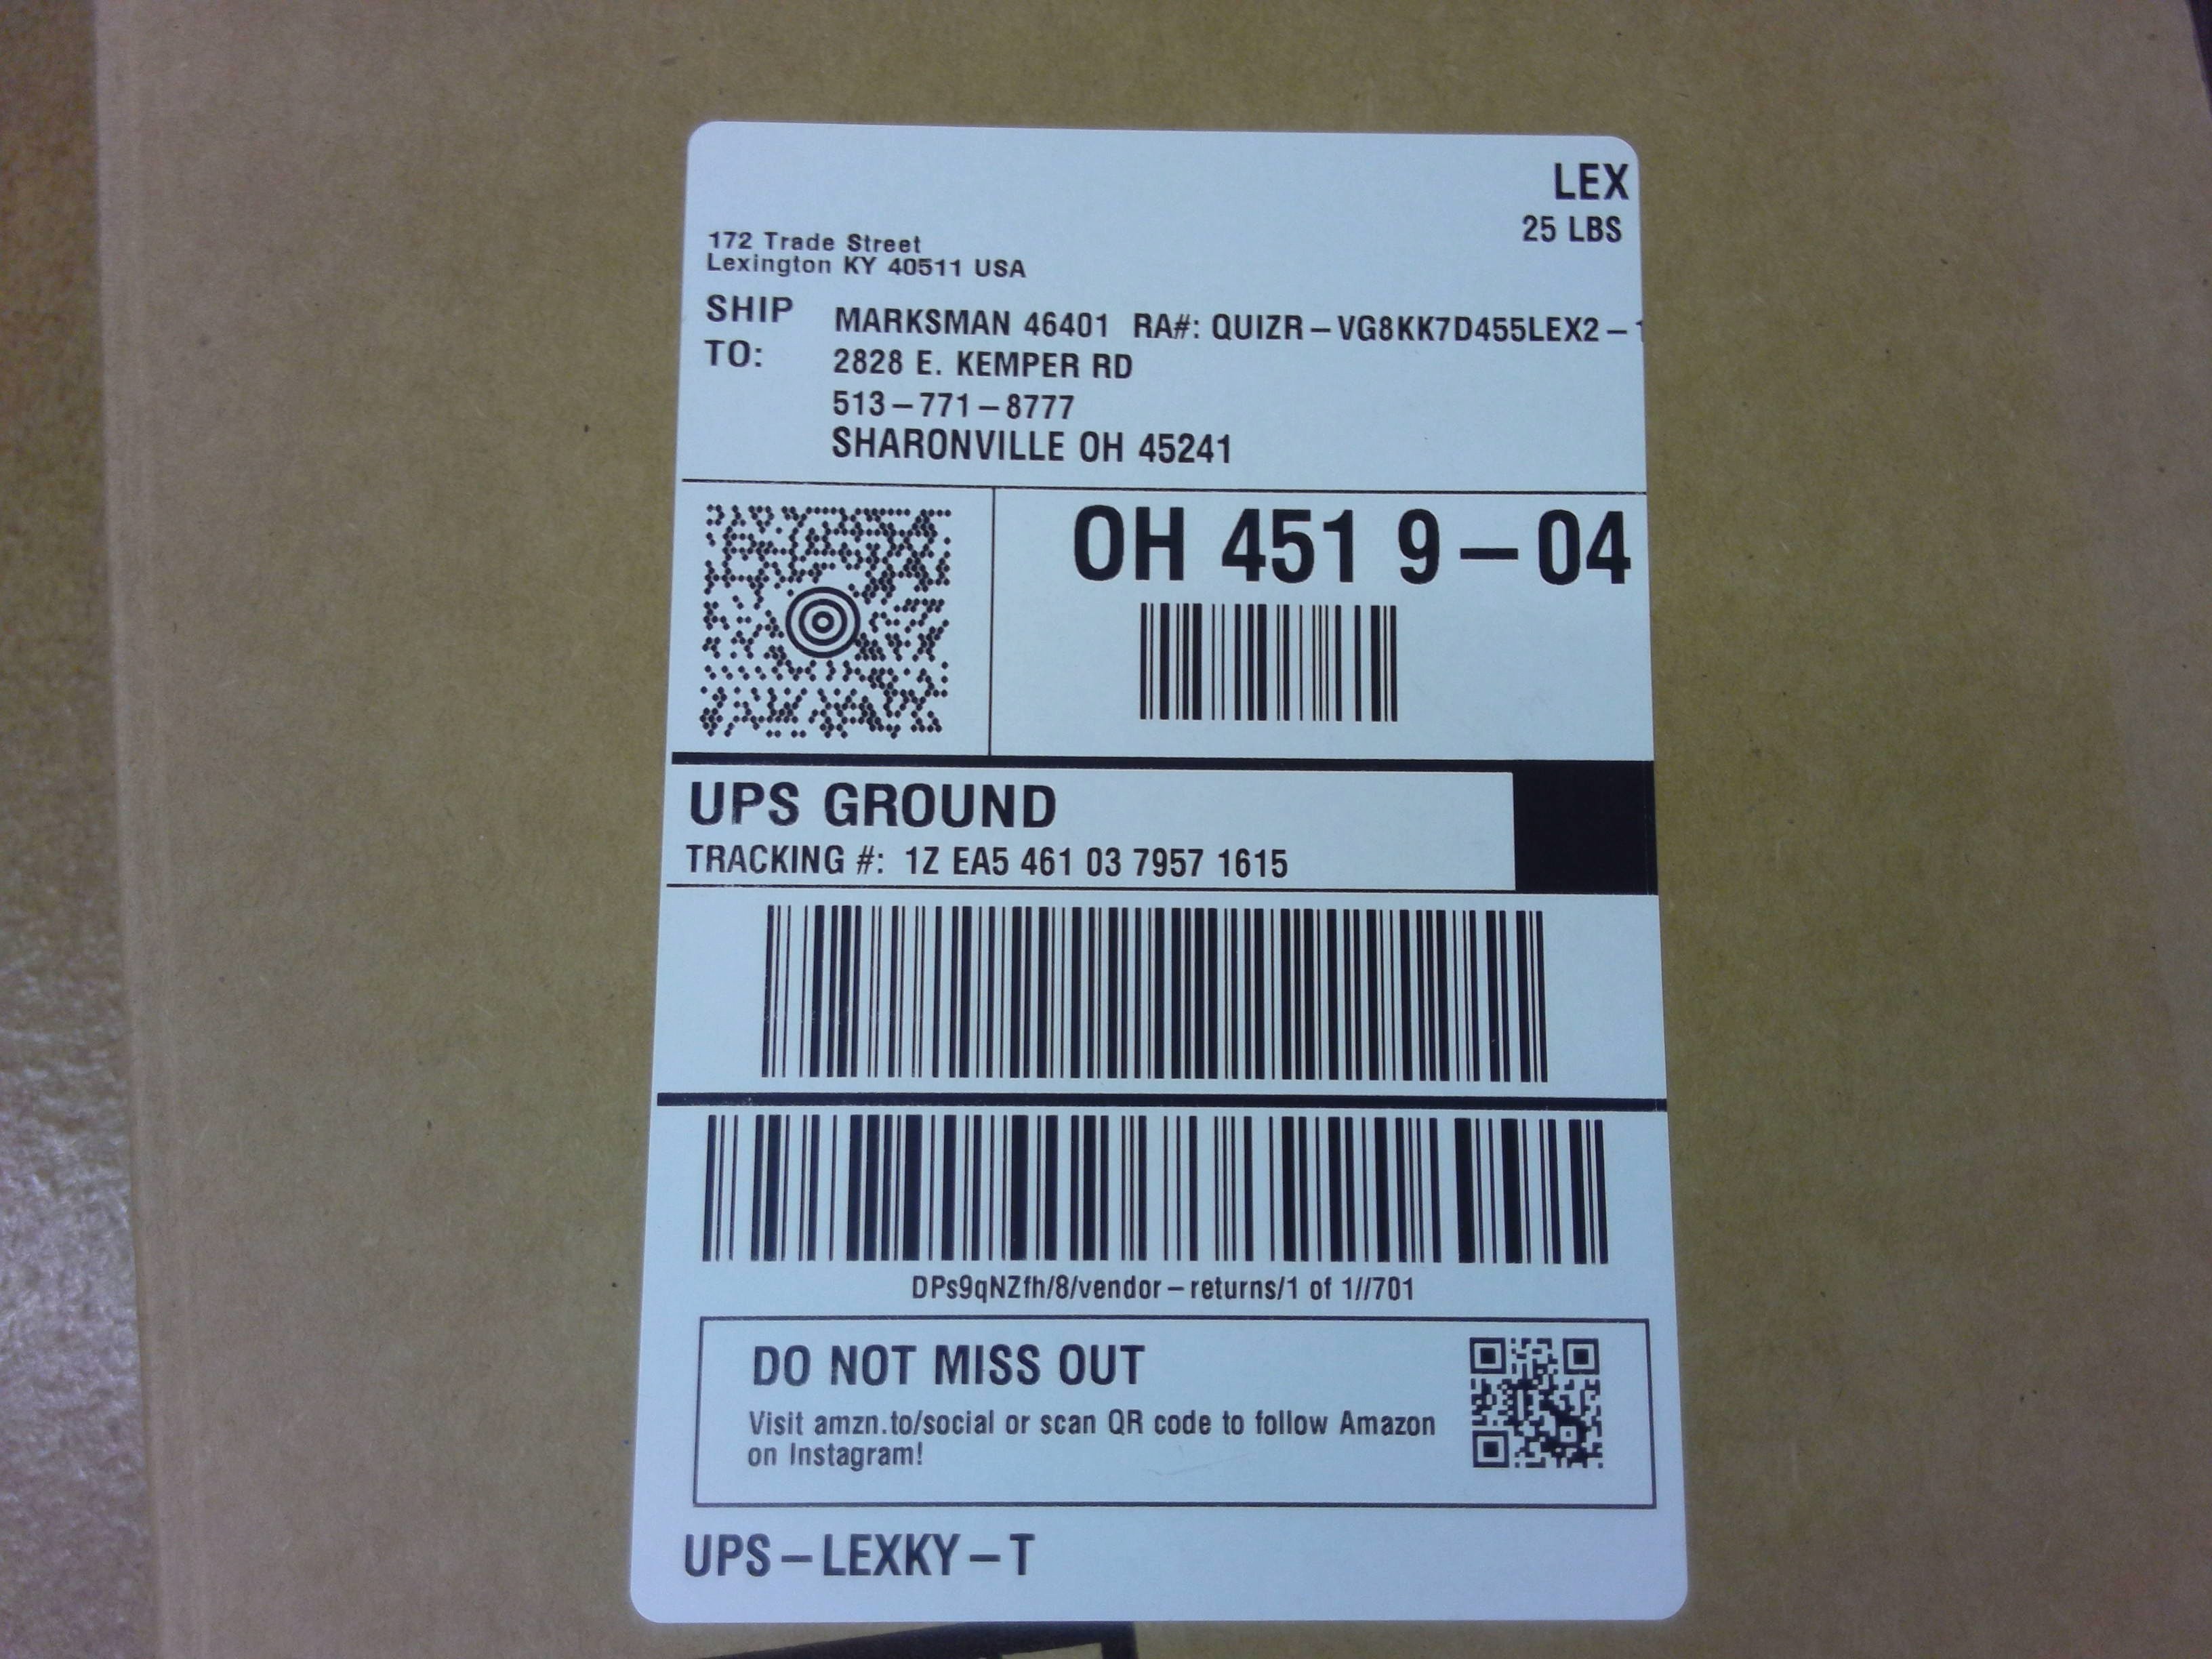 LEX
25 LBS
172 Trade Street
Lexington KY 40511 USA
SHIP TO:
MARKSMAN 46401 RA#: QUIZR-VG8KK7D455LEX2-
2828 E. KEMPER RD
513-771-8777
SHARONVILLE OH 45241
OH 451 9-04
UPS GROUND
TRACKING #: 1Z EA5 461 03 7957 1615
DPs9qNZfh/8/vendor-returns/1 of 1//701
DO NOT MISS OUT
Visit amzn.to/social or scan QR code to follow Amazon
on Instagram!
UPS-LEXKY-T